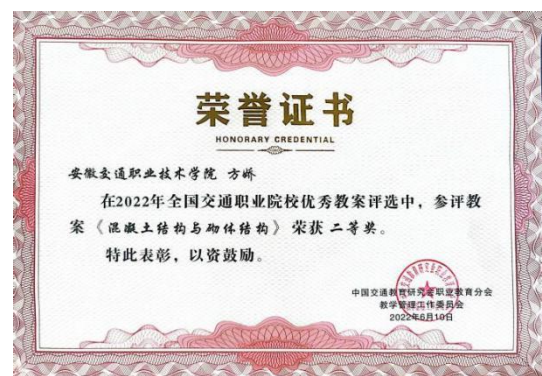 荣誉证书
HONORARY CREDENTIAL
安徽交通职业技术学院 方娇
在2022年全国交通职业院校优秀教案评选中，参评教
案《混凝土结构与砌体结构》荣获 二等奖。
特此表彰，以资鼓励。
中国交通教育研究会职业教育分会
教学管理工作委员会
2022年6月10日